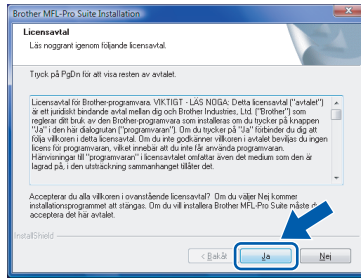 Brother MFL-Pro Suite Installation
Licensavtal
Läs noggrant igenom följande licensavtal.
Tryck på PgDn för att visa resten av avtalet.
Licensavtal för Brother-programvara. VIKTIGT - LÄS NOGA: Detta licensavtal ("avtalet")
är ett juridiskt bindande avtal mellan dig och Brother Industries, Ltd. ("Brother") som
reglerar ditt bruk av den Brother-programvara som installeras om du trycker på knappen
"Ja" i den här dialogrutan ("programvaran"). Om du trycker på "Ja" förbinder du dig att
följa villkoren i detta licensavtal. Om du inte godkänner villkoren i avtalet beviljas du ingen
licens för programvaran, vilket innebär att du inte får använda programvaran.
Hänvisningar till "programvaran" i licensavtalet omfattar även det medium som den är
lagrad på, i den utsträckning sammanhanget tillåter det.
Accepterar du alla villkoren i ovanstående licensavtal? Om du väljer Nej kommer
installationsprogrammet att stängas. Om du vill installera Brother MFL-Pro Suite måste
acceptera det här avtalet.
InstallShield
< Bakåt
Ja
Nej